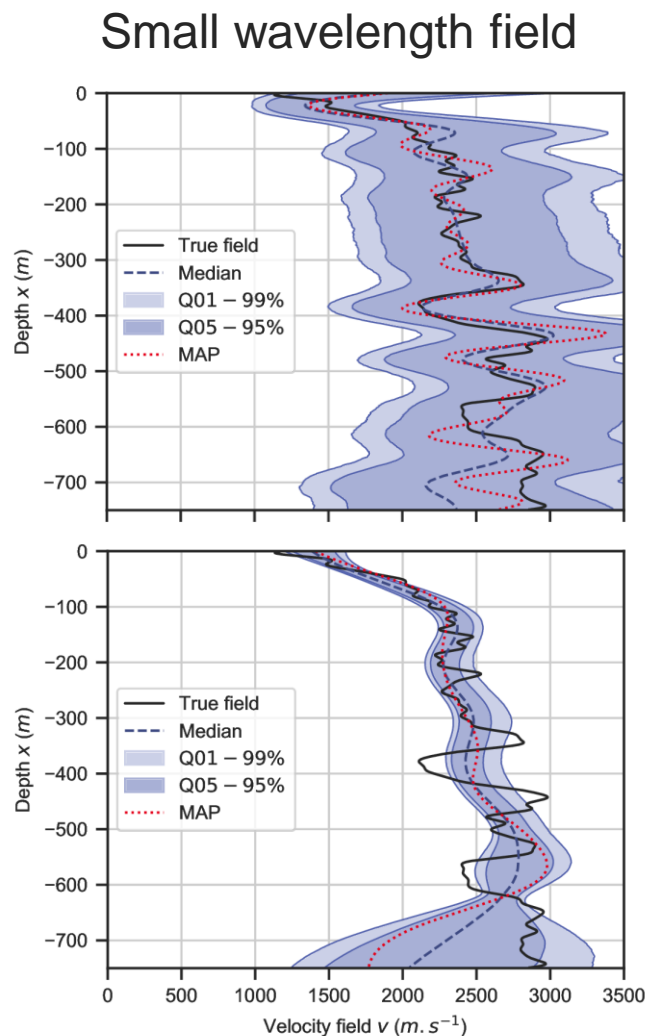 Small wavelength field
0
−100
−200
−300
−400
−500
−600
−700
Depth x (m)
True field
Median
Q01 − 99%
Q05 − 95%
MAP
0
−100
−200
−300
−400
−500
−600
−700
Depth x (m)
True field
Median
Q01 − 99%
Q05 − 95%
MAP
0 500 1000 1500 2000 2500 3000 3500
Velocity field v (m.s⁻¹)